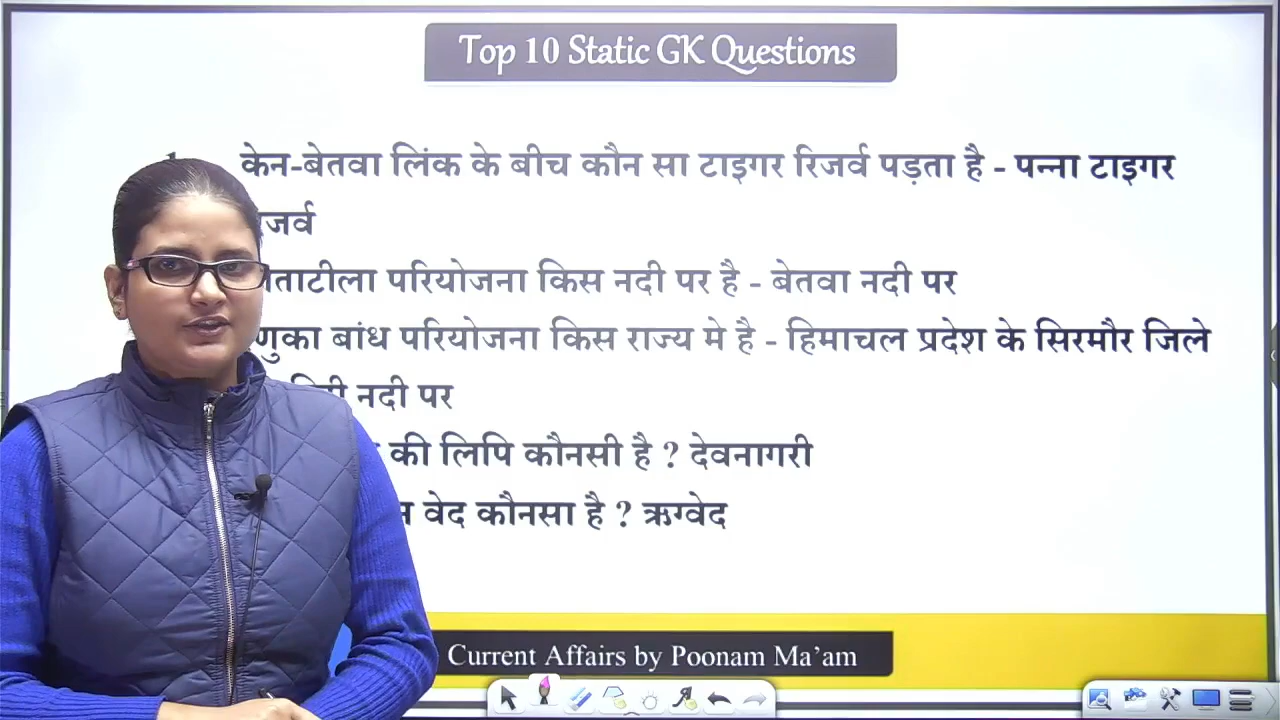 Top 10 Static GK Questions
केन-बेतवा लिंक के बीच कौन सा टाइगर रिजर्व पड़ता है - पन्ना टाइगर
परियोजना किस नदी पर है - बेतवा नदी पर
बांध परियोजना किस राज्य मे है - हिमाचल प्रदेश के सिरमौर जिले
नदी पर
की लिपि कौनसी है ? देवनागरी
वेद कौनसा है ? ऋग्वेद
Current Affairs by Poonam Ma'am